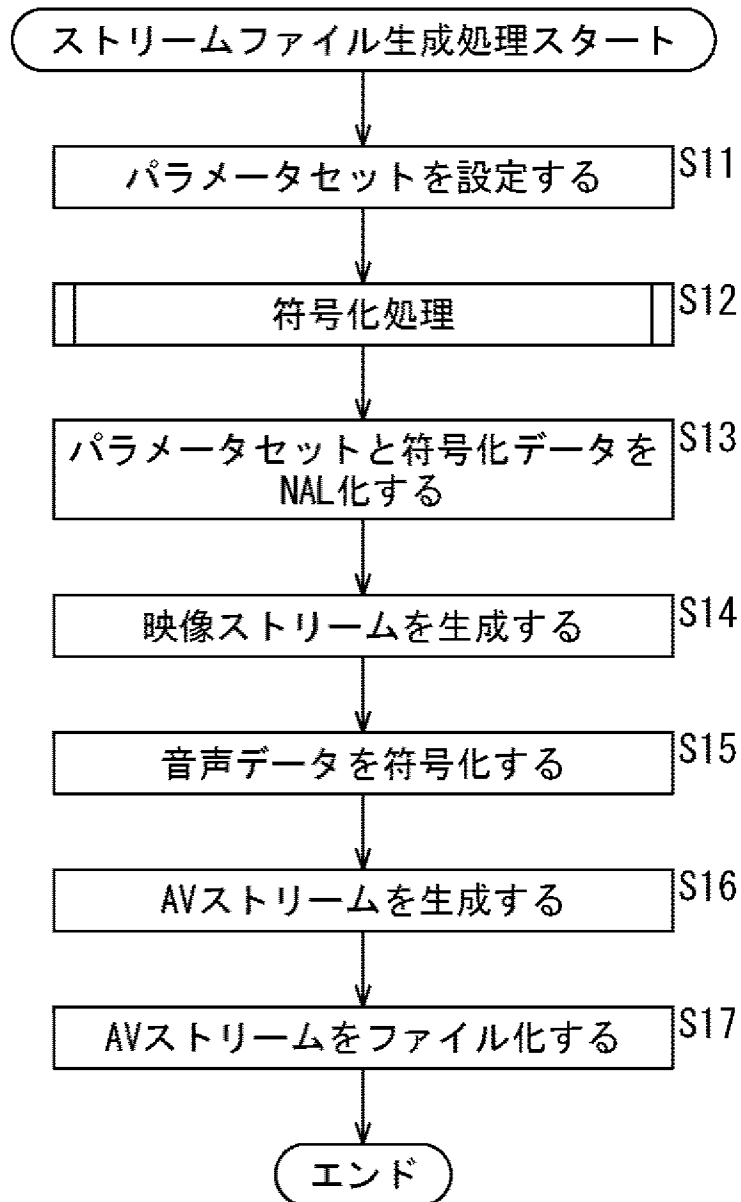 ストリームファイル生成処理スタート
パラメータセットを設定する
S11
符号化処理
S12
パラメータセットと符号化データを
NAL化する
S13
映像ストリームを生成する
S14
音声データを符号化する
S15
AVストリームを生成する
S16
AVストリームをファイル化する
S17
エンド